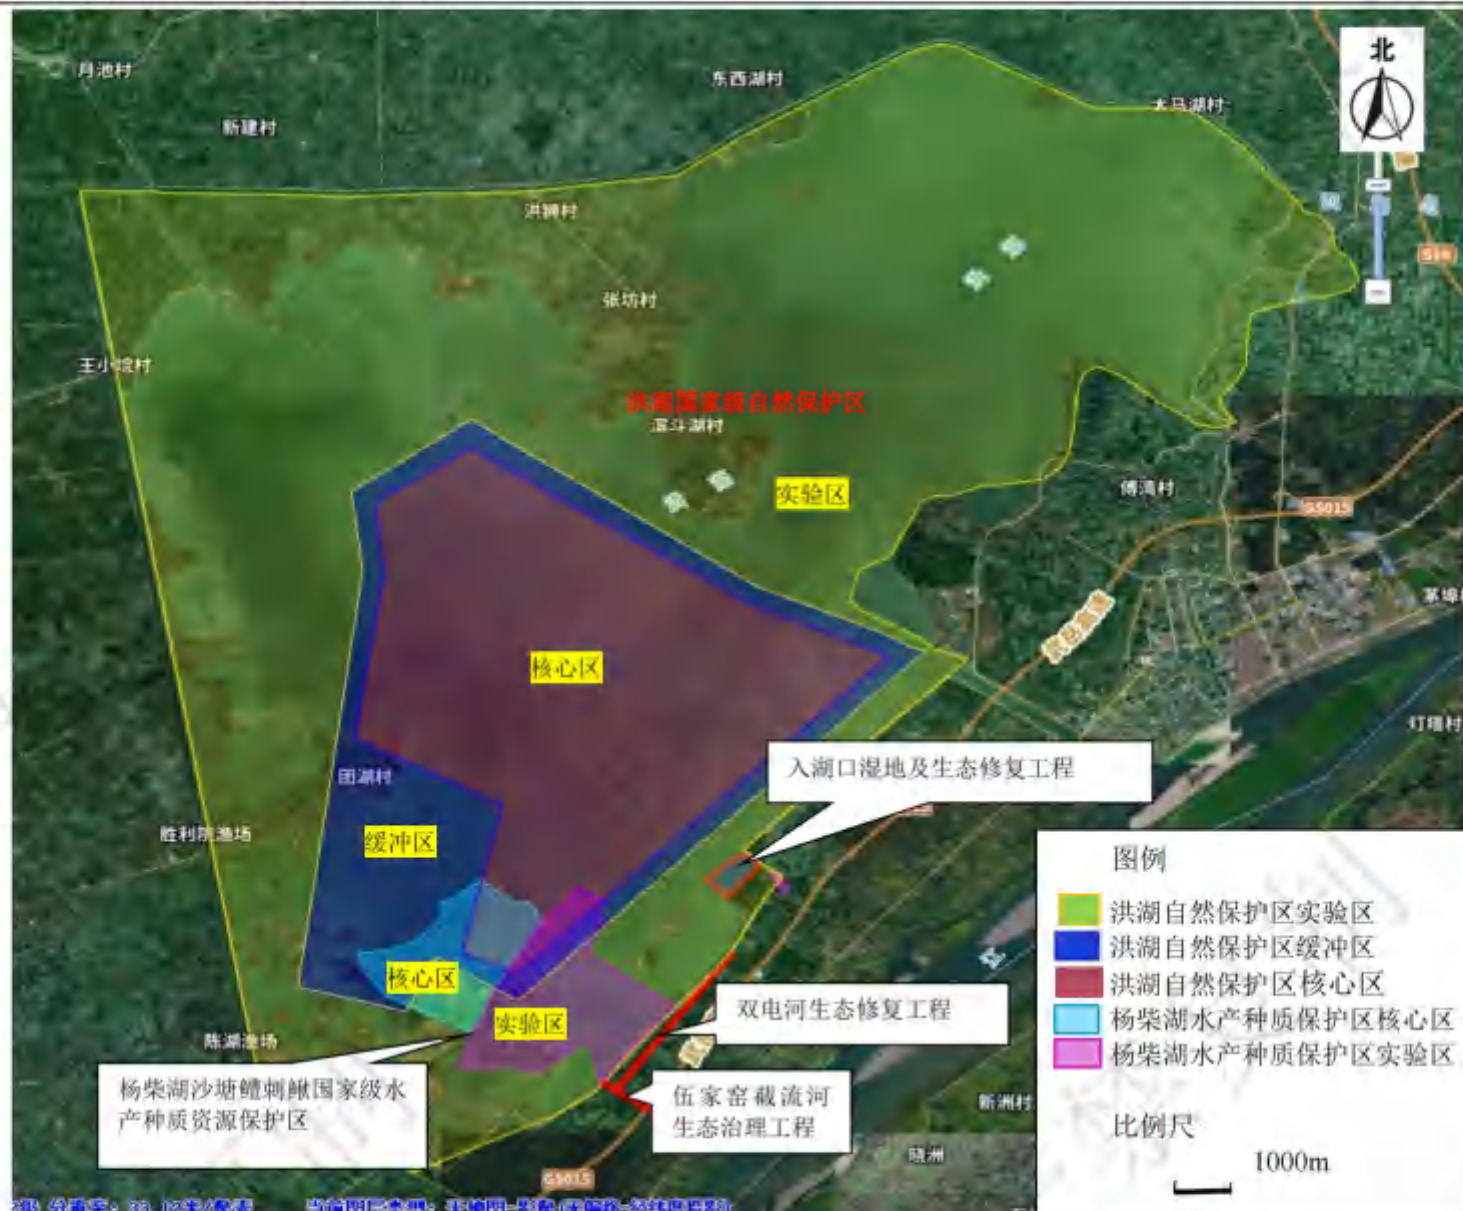 北
月池村
东西湖村
大马湖村
新建村
洪狮村
张坊村
王小垸村
洪湖国家级自然保护区
实验区
傅湾村
G5015
核心区
灯塔村
入湖口湿地及生态修复工程
团湖村
胜利院渔场
缓冲区
核心区
实验区
双电河生态修复工程
陈湖渔场
杨柴湖沙塘鳢刺鳅国家级水
产种质资源保护区
伍家窑截流河
生态治理工程
新洲村
G5015
图例
洪湖自然保护区实验区
洪湖自然保护区缓冲区
洪湖自然保护区核心区
杨柴湖水产种质保护区核心区
杨柴湖水产种质保护区实验区
比例尺
1000m